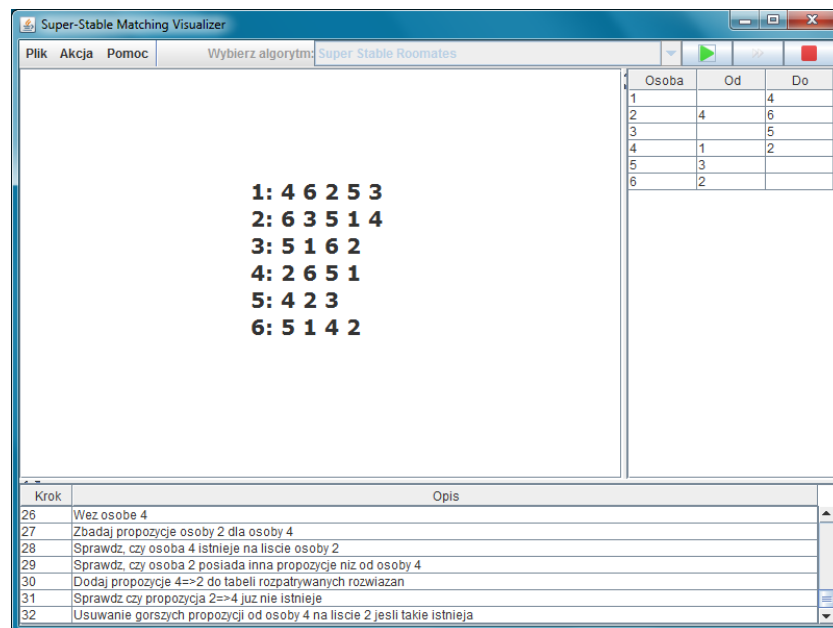 Super-Stable Matching Visualizer
Plik Akcja Pomoc Wybierz algorytm: Super Stable Roomates
Osoba Od Do
1 4
2 4 6
3 5
4 1 2
5 3
6 2
1: 4 6 2 5 3
2: 6 3 5 1 4
3: 5 1 6 2
4: 2 6 5 1
5: 4 2 3
6: 5 1 4 2
Krok Opis
26 Wez osobe 4
27 Zbadaj propozycje osoby 2 dla osoby 4
28 Sprawdz, czy osoba 4 istnieje na liscie osoby 2
29 Sprawdz, czy osoba 2 posiada inna propozycje niz od osoby 4
30 Dodaj propozycje 4=>2 do tabeli rozpatrywanych rozwiazan
31 Sprawdz czy propozycja 2=>4 juz nie istnieje
32 Usuwanie gorszych propozycji od osoby 4 na liscie 2 jesli takie istnieja